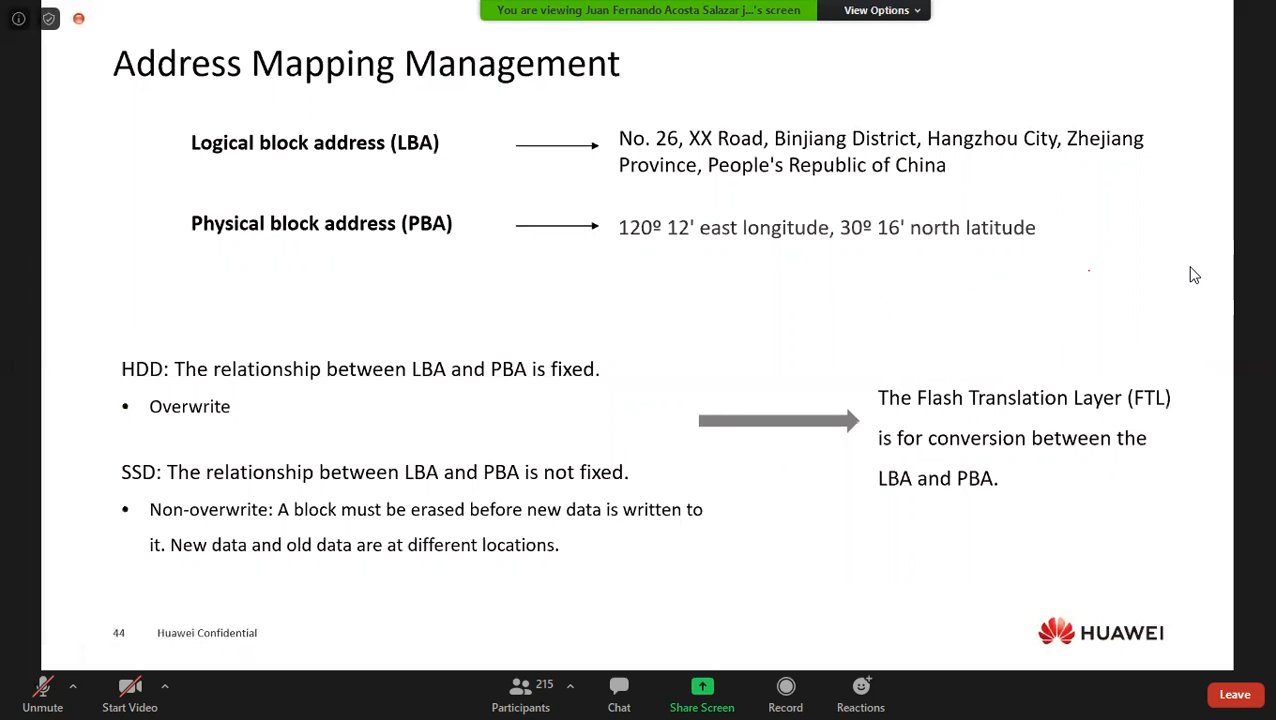 You are viewing Juan Fernando Acosta Salazar j...'s screen
View Options
Address Mapping Management
Logical block address (LBA)
No. 26, XX Road, Binjiang District, Hangzhou City, Zhejiang
Province, People's Republic of China
Physical block address (PBA)
120º 12' east longitude, 30º 16' north latitude
HDD: The relationship between LBA and PBA is fixed.
• Overwrite
SSD: The relationship between LBA and PBA is not fixed.
• Non-overwrite: A block must be erased before new data is written to
it. New data and old data are at different locations.
The Flash Translation Layer (FTL)
is for conversion between the
LBA and PBA.
44 Huawei Confidential
HUAWEI
Unmute
Start Video
215
Participants
Chat
Share Screen
Record
Reactions
Leave